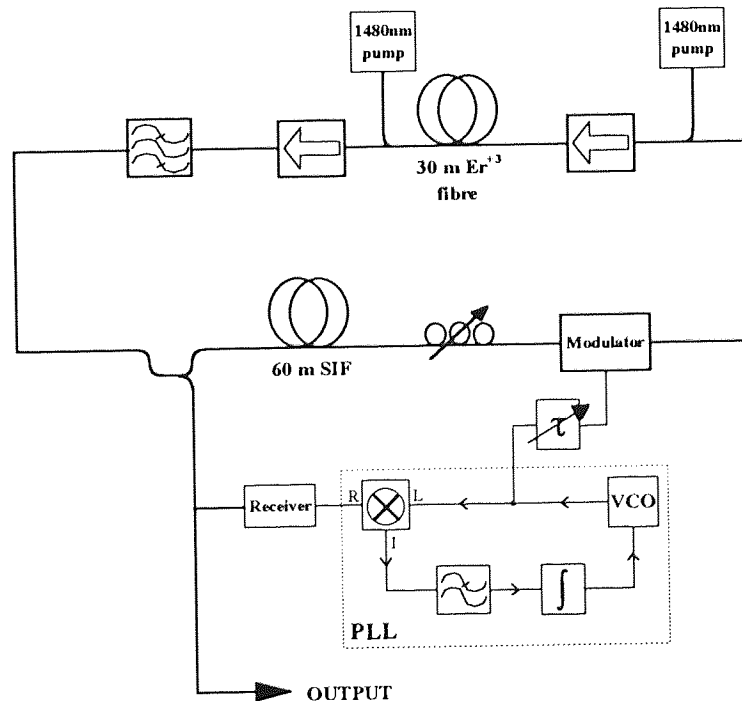 1480nm
pump
1480nm
pump
30 m Er+3
fibre
60 m SIF
Modulator
τ
Receiver
R
L
VCO
I
∫
PLL
OUTPUT